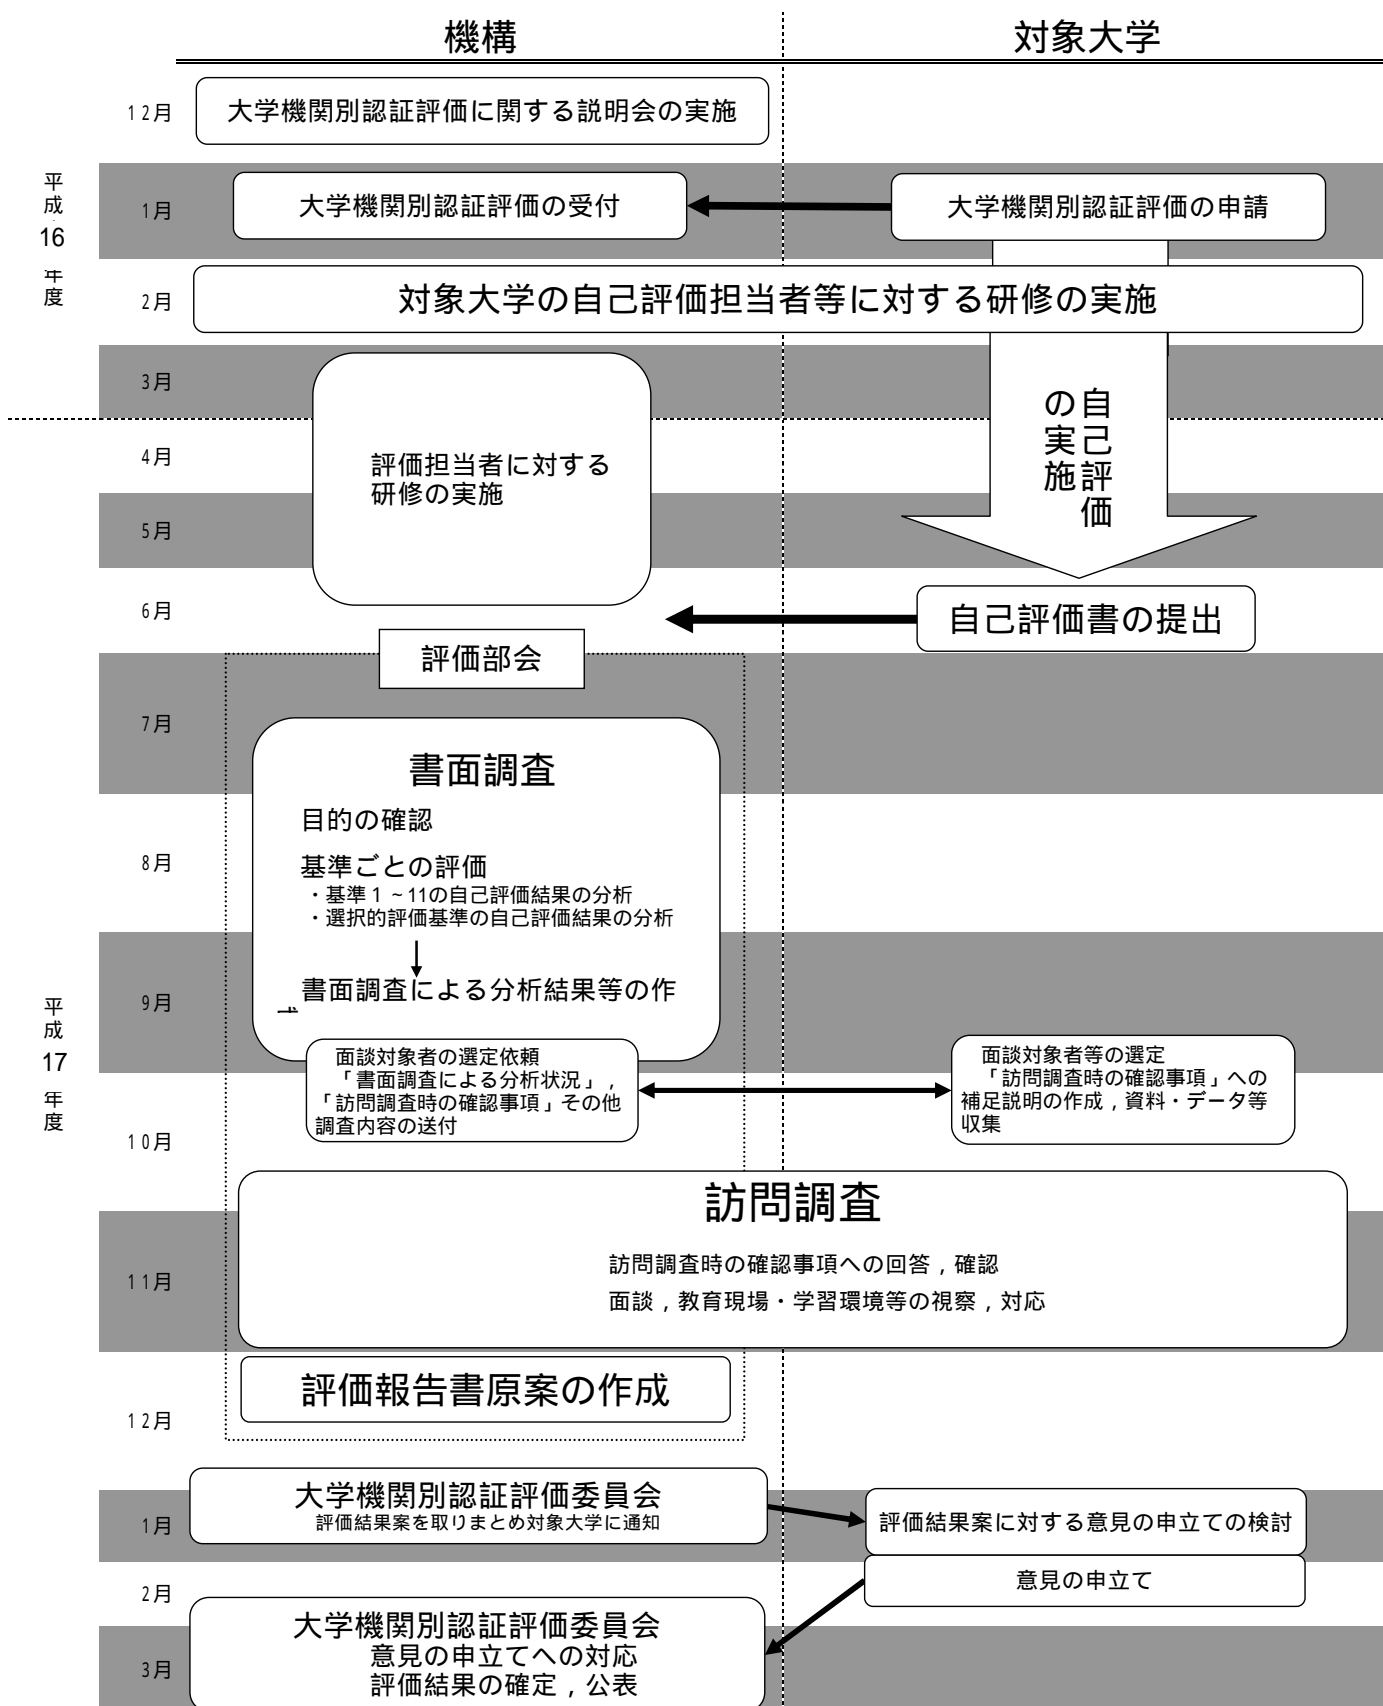 機構
対象大学
平成16年度
12月
大学機関別認証評価に関する説明会の実施
1月
大学機関別認証評価の受付
大学機関別認証評価の申請
2月
対象大学の自己評価担当者等に対する研修の実施
3月
自己評価
の実施
平成17年度
4月
評価担当者に対する
研修の実施
5月
6月
自己評価書の提出
評価部会
7月
書面調査
目的の確認
8月
基準ごとの評価
・基準1~11の自己評価結果の分析
・選択的評価基準の自己評価結果の分析
9月
書面調査による分析結果等の作
面談対象者の選定依頼
「書面調査による分析状況」,
「訪問調査時の確認事項」その他
調査内容の送付
面談対象者等の選定
「訪問調査時の確認事項」への
補足説明の作成,資料・データ等
収集
10月
訪問調査
11月
訪問調査時の確認事項への回答,確認
面談,教育現場・学習環境等の視察,対応
評価報告書原案の作成
12月
大学機関別認証評価委員会
評価結果案を取りまとめ対象大学に通知
1月
評価結果案に対する意見の申立ての検討
2月
意見の申立て
大学機関別認証評価委員会
意見の申立てへの対応
3月
評価結果の確定,公表